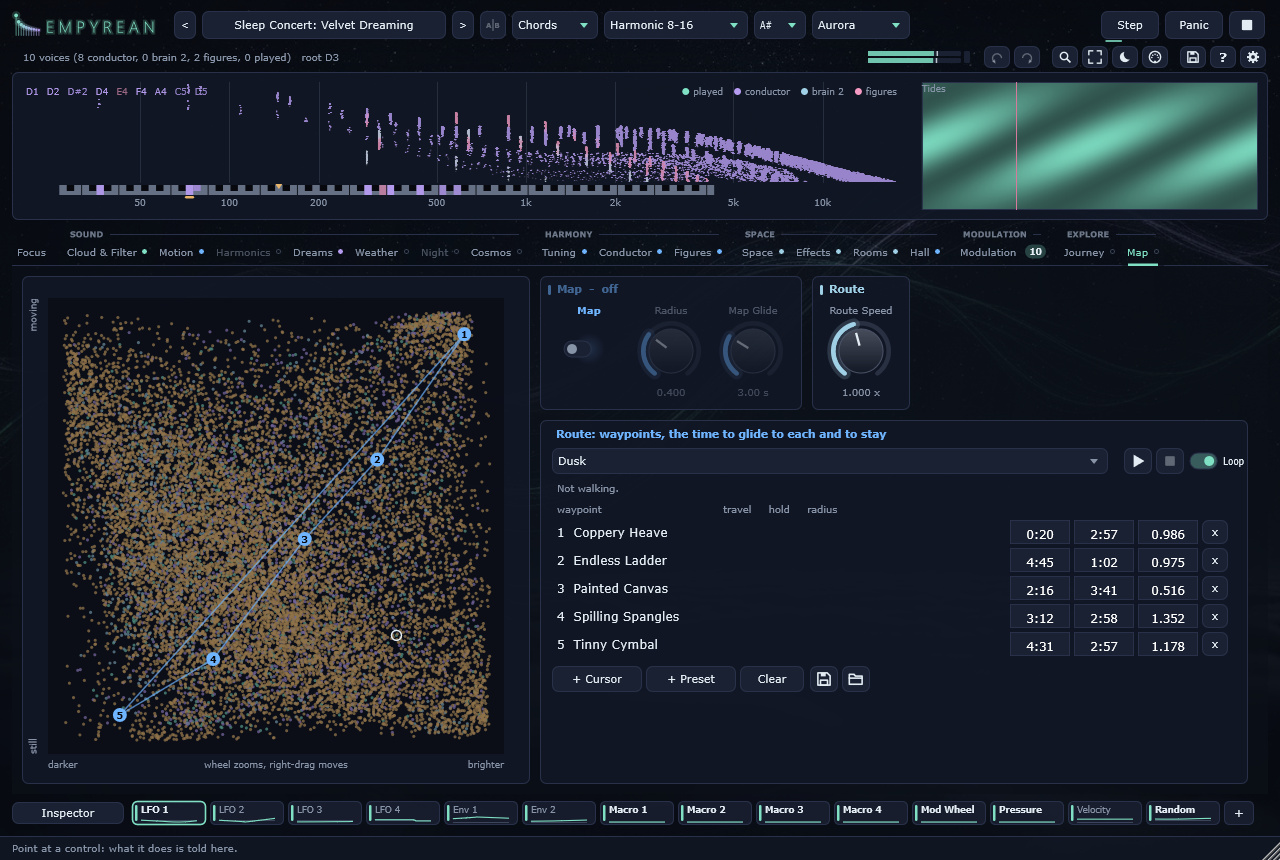 EMPYREAN < Sleep Concert: Velvet Dreaming > A|B Chords Harmonic 8-16 A# Aurora Step Panic
10 voices (8 conductor, 0 brain 2, 2 figures, 0 played) root D3
?
D1 D2 D#2 D4 E4 F4 A4 C5
played conductor brain 2 figures
Tides
50 100 200 500 1k 2k 5k 10k
SOUND HARMONY SPACE MODULATION EXPLORE
Focus Cloud & Filter Motion Harmonics Dreams Weather Night Cosmos Tuning Conductor Figures Space Effects Rooms Hall Modulation 10 Journey Map
moving
still
1
2
3
4
5
darker wheel zooms, right-drag moves brighter
Map - off
Map Radius Map Glide
0.400 3.00 s
Route
Route Speed
1.000 x
Route: waypoints, the time to glide to each and to stay
Dusk
Loop
Not walking.
waypoint travel hold radius
1 Coppery Heave 0:20 2:57 0.986 x
2 Endless Ladder 4:45 1:02 0.975 x
3 Painted Canvas 2:16 3:41 0.516 x
4 Spilling Spangles 3:12 2:58 1.352 x
5 Tinny Cymbal 4:31 2:57 1.178 x
+ Cursor + Preset Clear
Inspector LFO 1 LFO 2 LFO 3 LFO 4 Env 1 Env 2 Macro 1 Macro 2 Macro 3 Macro 4 Mod Wheel Pressure Velocity Random +
Point at a control: what it does is told here.